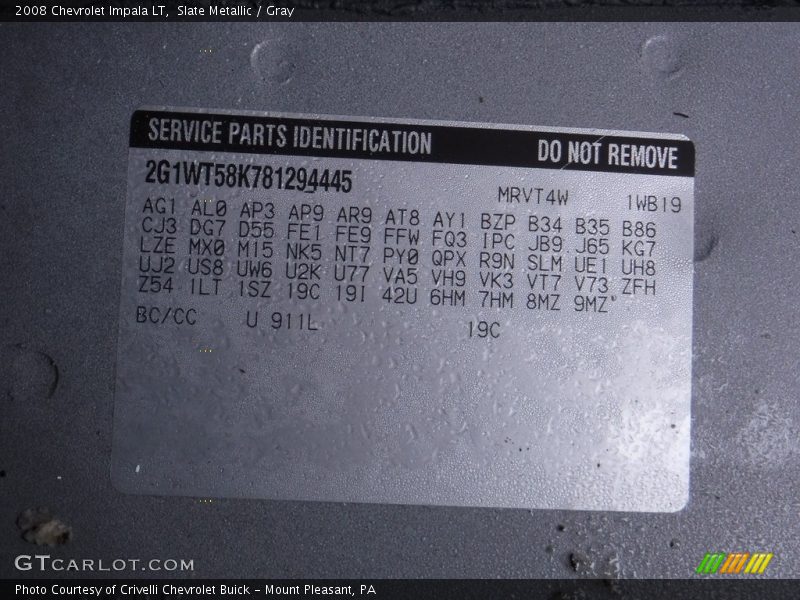 2008 Chevrolet Impala LT, Slate Metallic / Gray
SERVICE PARTS IDENTIFICATION DO NOT REMOVE
2G1WT58K781294445 MRVT4W 1WB19
AG1 AL0 AP3 AP9 AR9 AT8 AY1 BZP B34 B35 B86
CJ3 DG7 D55 FE1 FE9 FFW FQ3 IPC JB9 J65 KG7
LZE MX0 M15 NK5 NT7 PY0 QPX R9N SLM UE1 UH8
UJ2 US8 UW6 U2K U77 VA5 VH9 VK3 VT7 V73 ZFH
Z54 1LT 1SZ 19C 19I 42U 6HM 7HM 8MZ 9MZ*
BC/CC U 911L 19C
GTCARLOT.COM
Photo Courtesy of Crivelli Chevrolet Buick - Mount Pleasant, PA